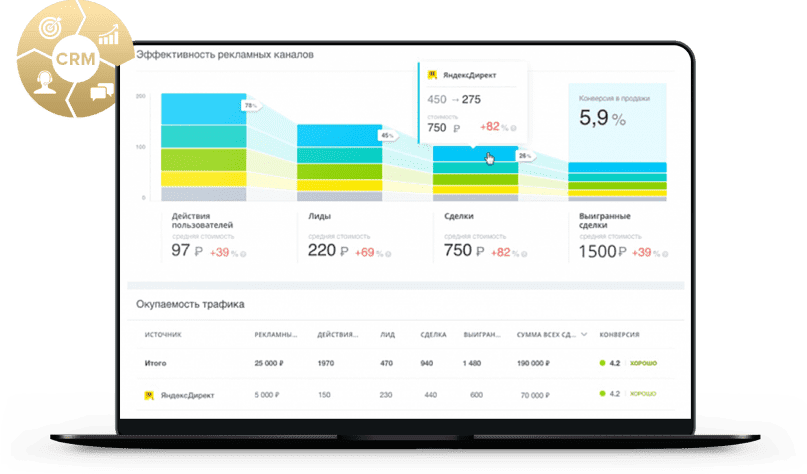 CRM
Эффективность рекламных каналов
ЯндексДирект
450 → 275
стоимость
750 ₽ +82%
Конверсия в продажи
5,9 %
200
100
0
78%
45%
26%
Действия пользователей
средняя стоимость
97 ₽ +39%
Лиды
средняя стоимость
220 ₽ +69%
Сделки
средняя стоимость
750 ₽ +82%
Выигранные сделки
средняя стоимость
1500 ₽ +39%
Окупаемость трафика
ИСТОЧНИК РЕКЛАМНЫ... ДЕЙСТВИЯ... ЛИД СДЕЛКА ВЫИГРАН... СУММА ВСЕХ СД... КОНВЕРСИЯ
Итого 25 000 ₽ 1970 470 940 1 480 190 000 ₽ 4.2 ХОРОШО
ЯндексДирект 5 000 ₽ 150 230 440 600 70 000 ₽ 4.2 ХОРОШО